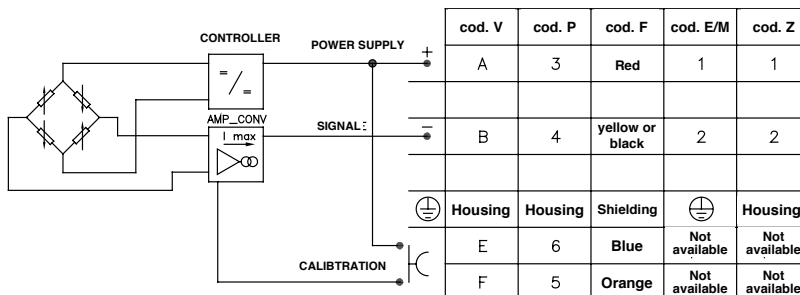 CONTROLLER
=/=
POWER SUPPLY
+
AMP_CONV
I max
SIGNAL:
–
CALIBTRATION
cod. V cod. P cod. F cod. E/M cod. Z
A 3 Red 1 1
B 4 yellow or black 2 2
Housing Housing Shielding Housing
E 6 Blue Not available Not available
F 5 Orange Not available Not available